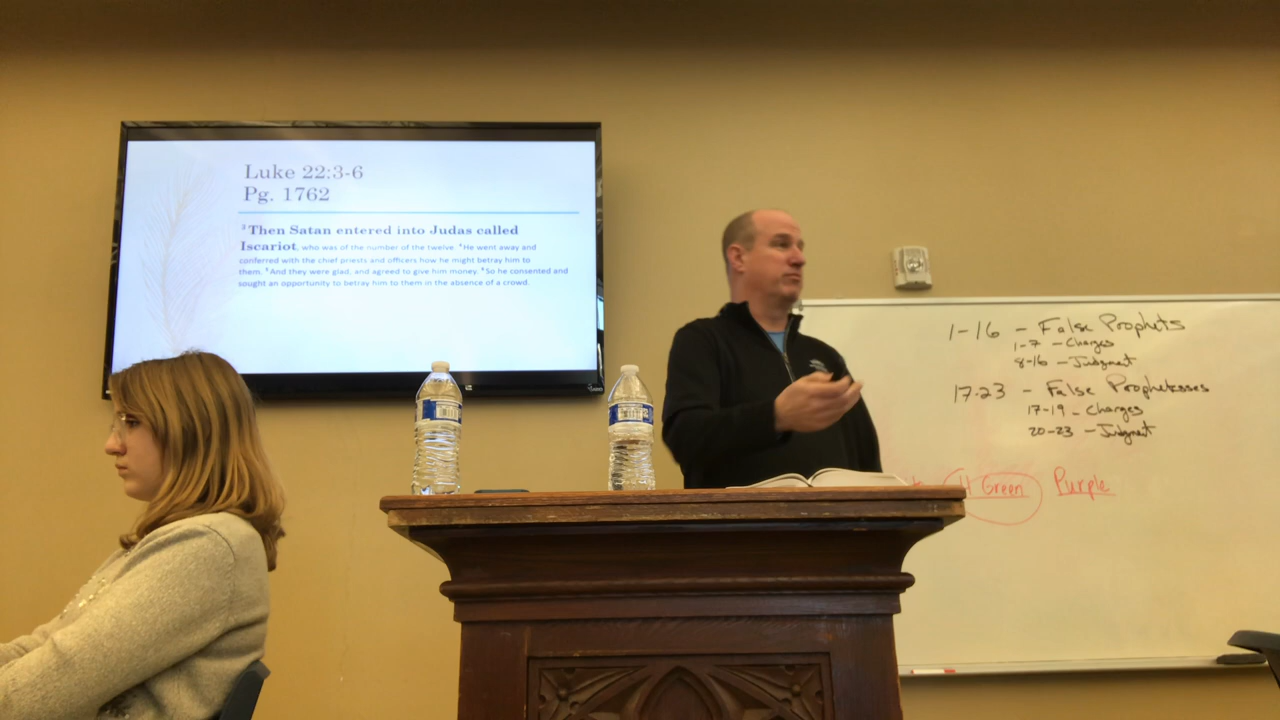 Luke 22:3-6
Pg. 1762
³Then Satan entered into Judas called
Iscariot, who was of the number of the twelve. ⁴He went away and
conferred with the chief priests and officers how he might betray him to
them. ⁵And they were glad, and agreed to give him money. ⁶So he consented and
sought an opportunity to betray him to them in the absence of a crowd.
1-16 - False Prophets
1-7 - Charges
8-16 - Judgment
17-23 - False Prophetesses
17-19 - Charges
20-23 - Judgment
Green Purple